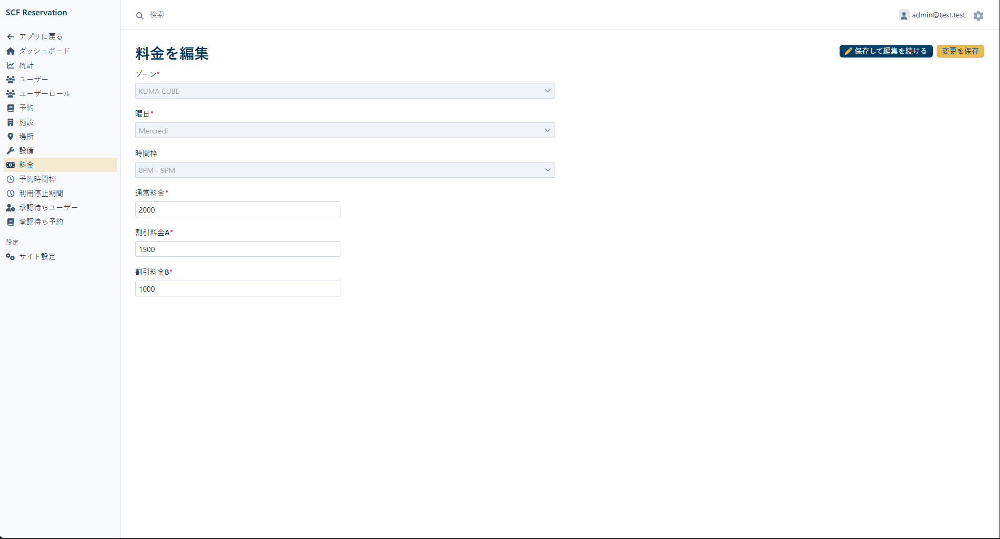 SCF Reservation
検索
admin@test.test
アプリに戻る
ダッシュボード
統計
ユーザー
ユーザーロール
予約
施設
場所
設備
料金
予約時間枠
利用停止期間
承認待ちユーザー
承認待ち予約
設定
サイト設定
料金を編集
保存して編集を続ける
変更を保存
ゾーン*
KUMA CUBE
曜日*
Mercredi
時間枠
8PM - 9PM
通常料金*
2000
割引料金A*
1500
割引料金B*
1000